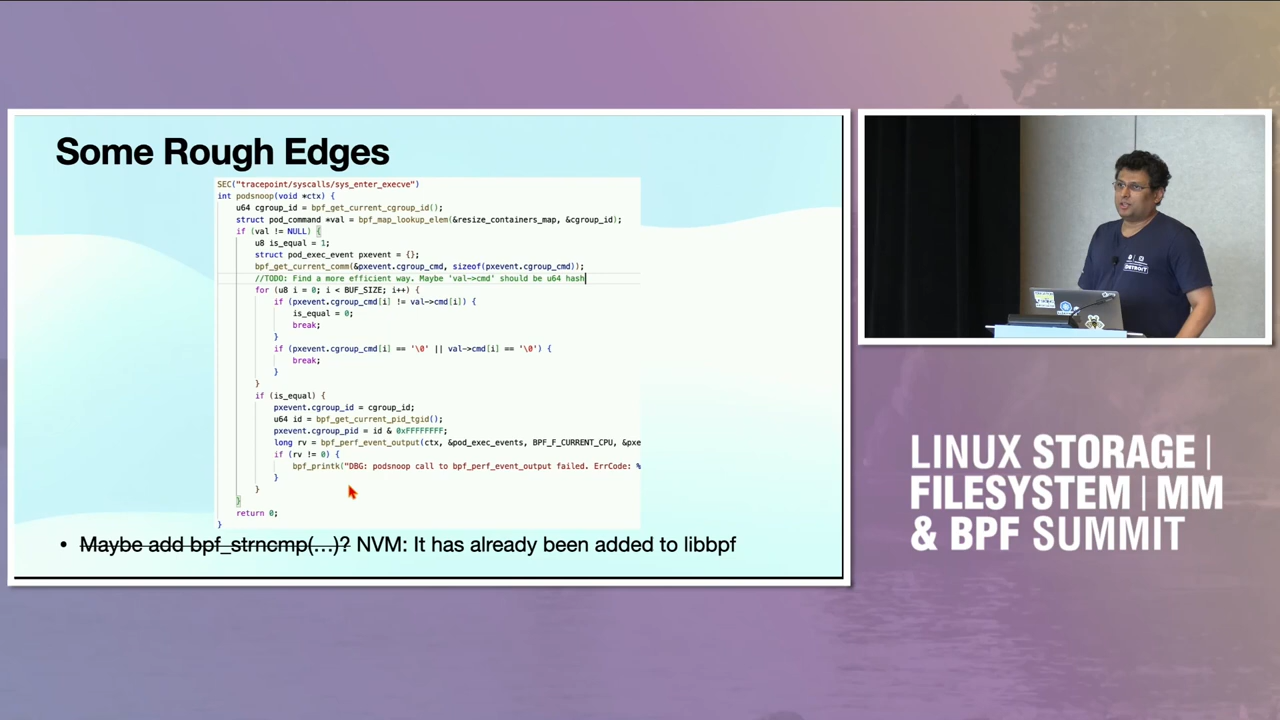 Some Rough Edges
SEC("tracepoint/syscalls/sys_enter_execve")
int podsnoop(void *ctx) {
u64 cgroup_id = bpf_get_current_cgroup_id();
struct pod_command *val = bpf_map_lookup_elem(&resize_containers_map, &cgroup_id);
if (val != NULL) {
u8 is_equal = 1;
struct pod_exec_event pxevent = {};
bpf_get_current_comm(&pxevent.cgroup_cmd, sizeof(pxevent.cgroup_cmd));
//TODO: Find a more efficient way. Maybe 'val->cmd' should be u64 hash
for (u8 i = 0; i < BUF_SIZE; i++) {
if (pxevent.cgroup_cmd[i] != val->cmd[i]) {
is_equal = 0;
break;
}
if (pxevent.cgroup_cmd[i] == '\0' || val->cmd[i] == '\0') {
break;
}
}
if (is_equal) {
pxevent.cgroup_id = cgroup_id;
u64 id = bpf_get_current_pid_tgid();
pxevent.cgroup_pid = id & 0xFFFFFFFF;
long rv = bpf_perf_event_output(ctx, &pod_exec_events, BPF_F_CURRENT_CPU, &pxe
if (rv != 0) {
bpf_printk("DBG: podsnoop call to bpf_perf_event_output failed. ErrCode: %
}
}
}
return 0;
}
• Maybe add bpf_strncmp(...)? NVM: It has already been added to libbpf
DETROIT
LINUX STORAGE |
FILESYSTEM | MM
& BPF SUMMIT